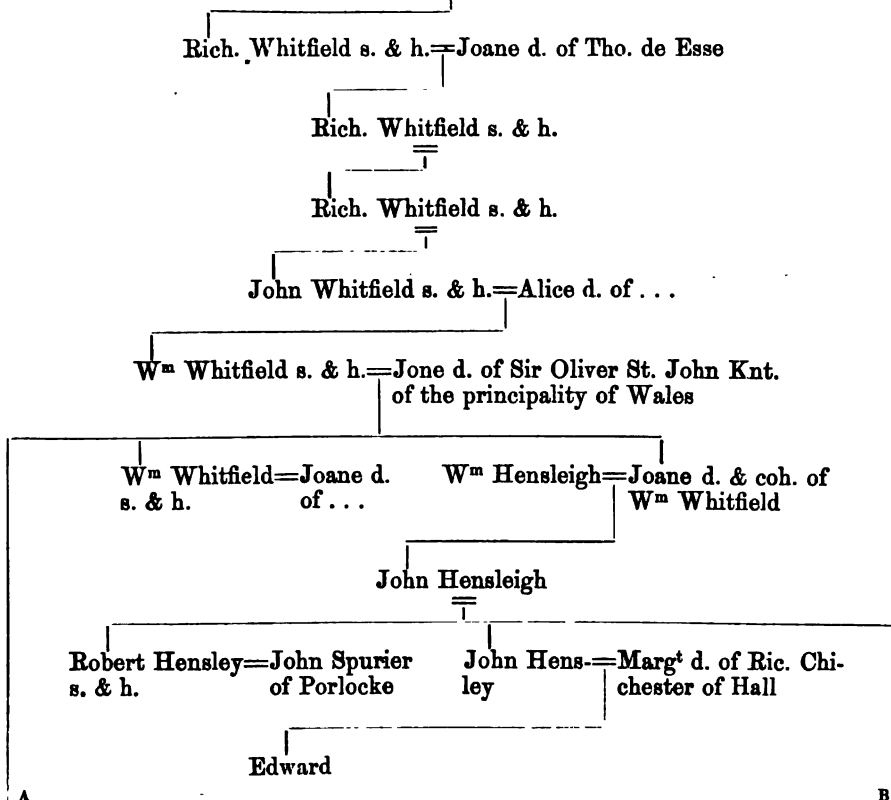 Rich. Whitfield s. & h.=Joane d. of Tho. de Esse
Rich. Whitfield s. & h.
Rich. Whitfield s. & h.
John Whitfield s. & h.=Alice d. of . . .
Wᵐ Whitfield s. & h.=Jone d. of Sir Oliver St. John Knt.
of the principality of Wales
Wᵐ Whitfield=Joane d.
s. & h. of . . .
Wᵐ Hensleigh=Joane d. & coh. of
Wᵐ Whitfield
John Hensleigh
Robert Hensley=John Spurier
s. & h. of Porlocke
John Hens-=Margᵗ d. of Ric. Chi-
ley chester of Hall
Edward
A B